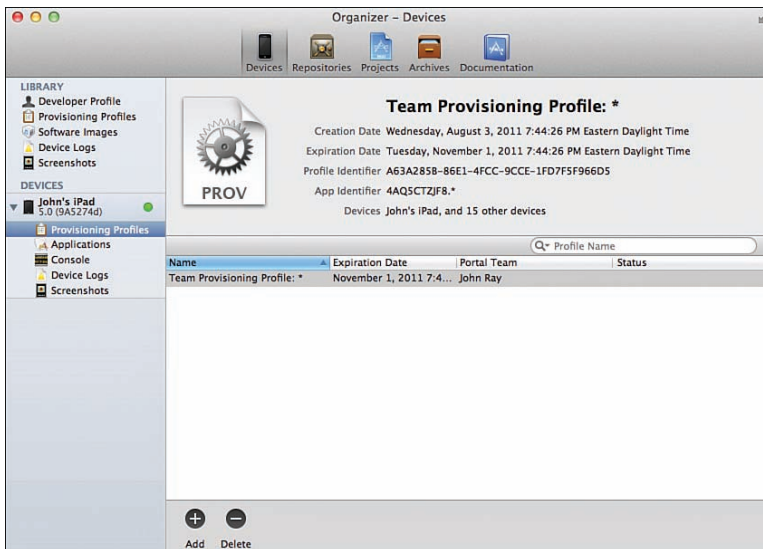 Organizer – Devices
Devices Repositories Projects Archives Documentation
LIBRARY
Developer Profile
Provisioning Profiles
Software Images
Device Logs
Screenshots
DEVICES
John's iPad
5.0 (9A5274d)
Provisioning Profiles
Applications
Console
Device Logs
Screenshots
PROV
Team Provisioning Profile: *
Creation Date Wednesday, August 3, 2011 7:44:26 PM Eastern Daylight Time
Expiration Date Tuesday, November 1, 2011 7:44:26 PM Eastern Daylight Time
Profile Identifier A63A285B-86E1-4FCC-9CCE-1FD7F5F966D5
App Identifier 4AQ5CTZJF8.*
Devices John's iPad, and 15 other devices
Profile Name
Name Expiration Date Portal Team Status
Team Provisioning Profile: * November 1, 2011 7:4... John Ray
Add Delete